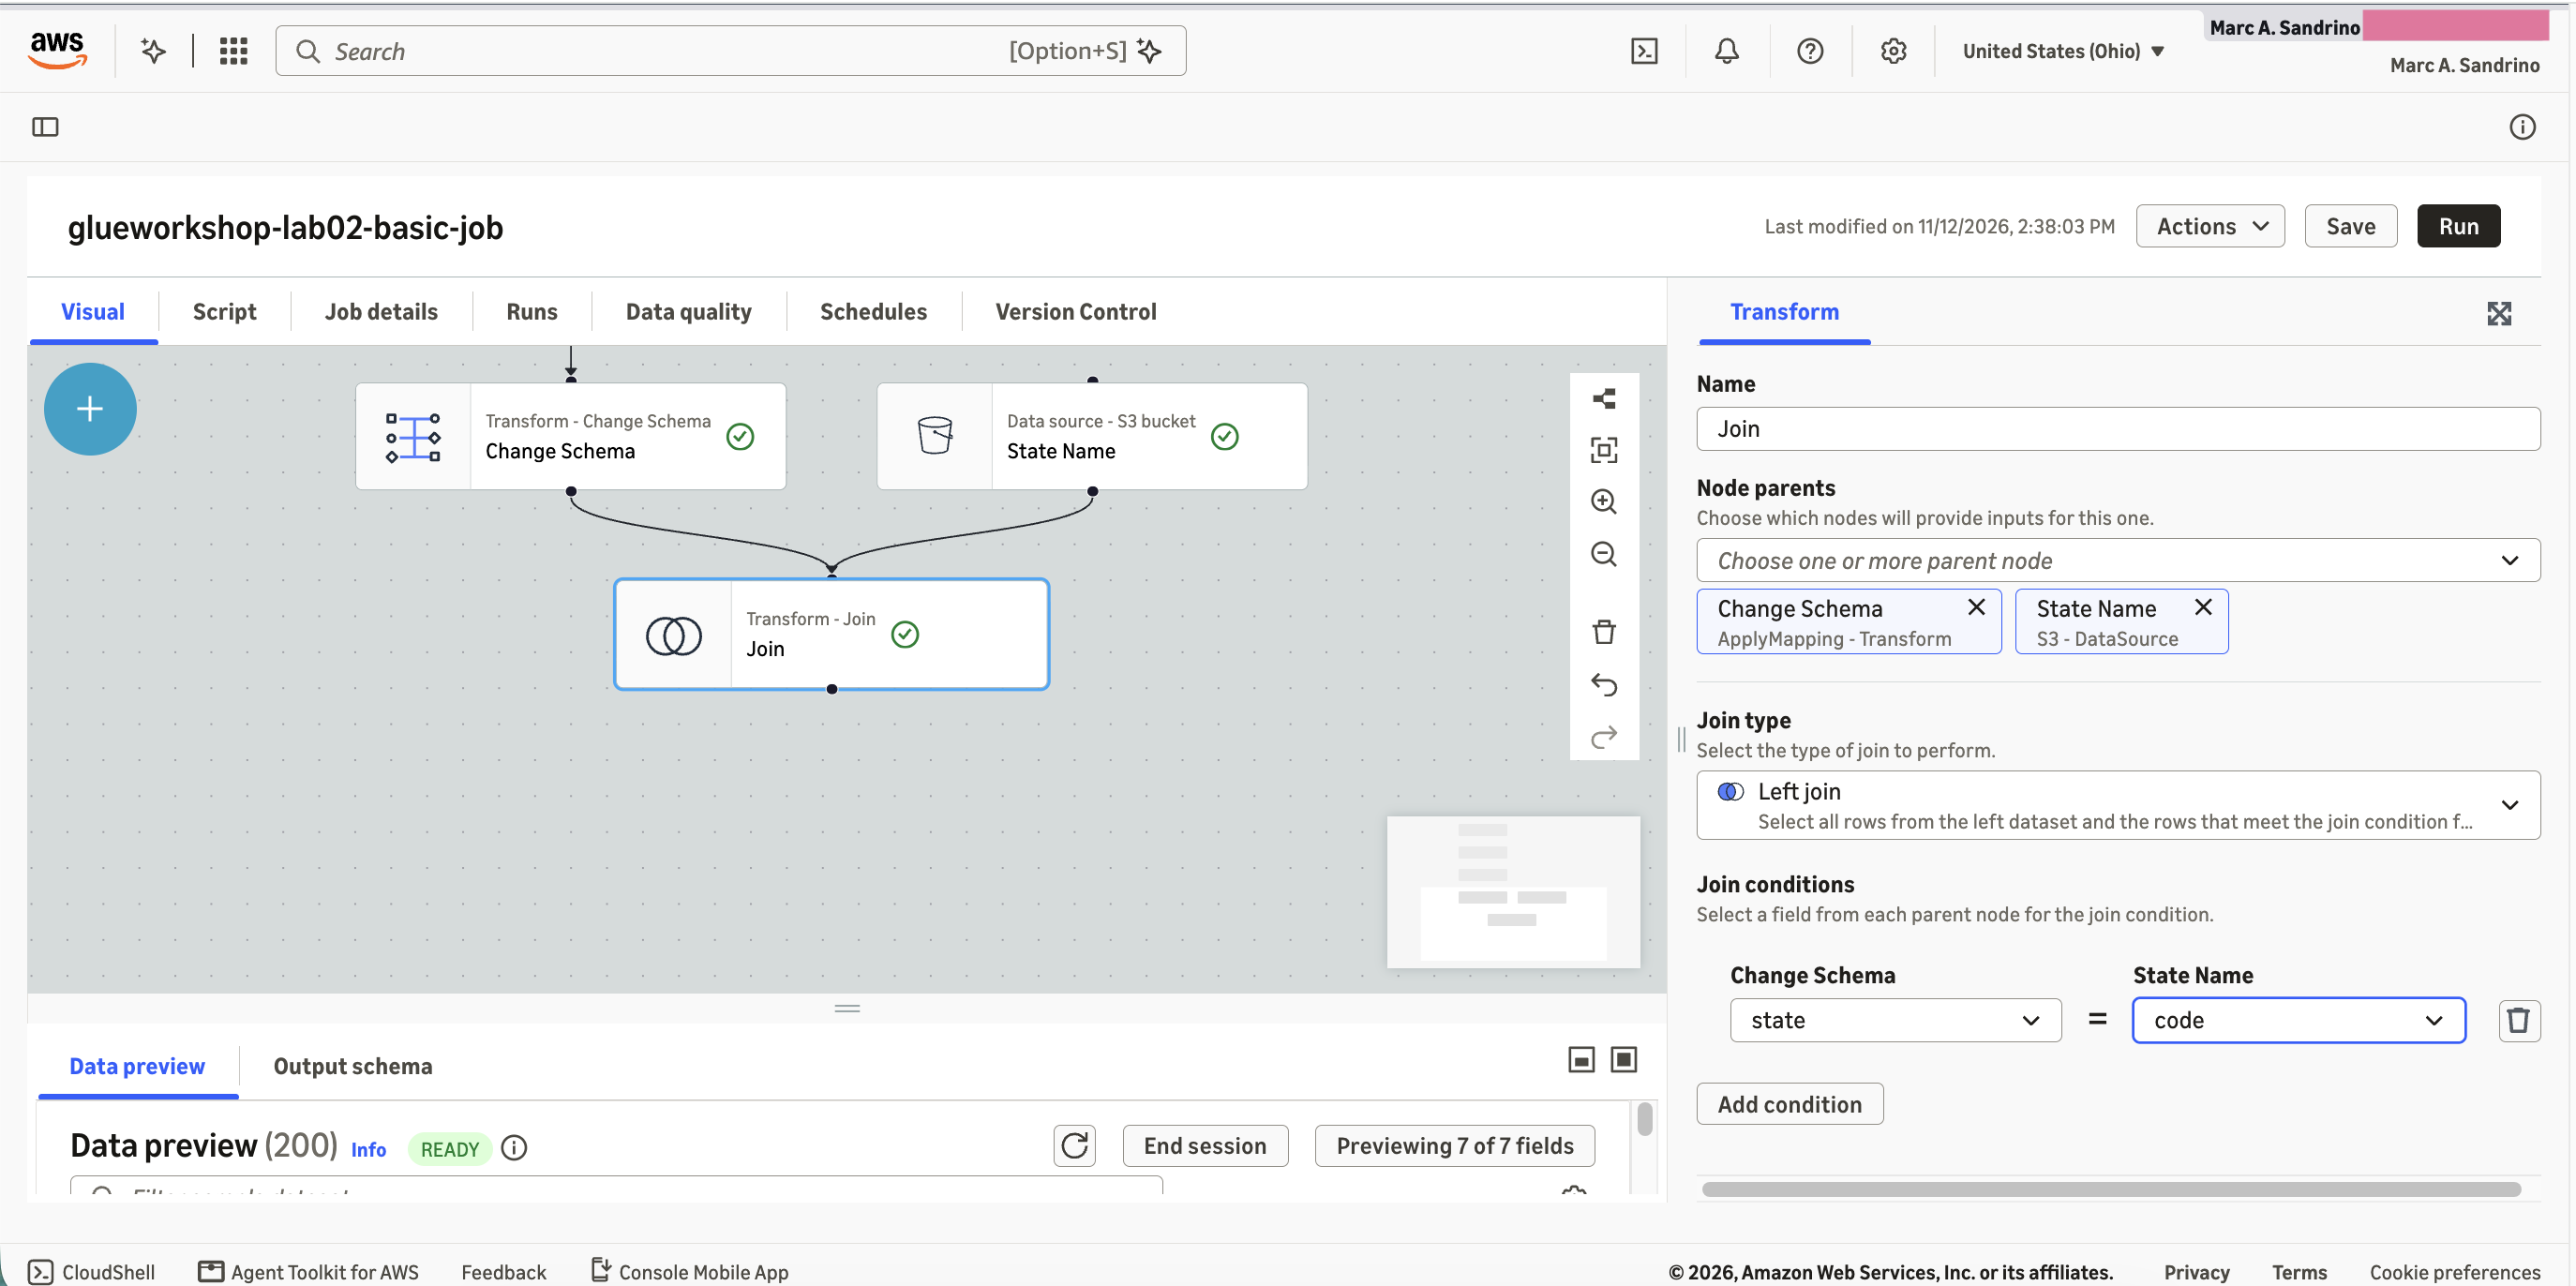 aws
Search
[Option+S]
United States (Ohio)
Marc A. Sandrino
Marc A. Sandrino
glueworkshop-lab02-basic-job
Last modified on 11/12/2026, 2:38:03 PM
Actions
Save
Run
Visual
Script
Job details
Runs
Data quality
Schedules
Version Control
Transform - Change Schema
Change Schema
Data source - S3 bucket
State Name
Transform - Join
Join
Transform
Name
Join
Node parents
Choose which nodes will provide inputs for this one.
Choose one or more parent node
Change Schema
ApplyMapping - Transform
State Name
S3 - DataSource
Join type
Select the type of join to perform.
Left join
Select all rows from the left dataset and the rows that meet the join condition f...
Join conditions
Select a field from each parent node for the join condition.
Change Schema
State Name
state
=
code
Add condition
Data preview
Output schema
Data preview (200)
Info
READY
End session
Previewing 7 of 7 fields
CloudShell
Agent Toolkit for AWS
Feedback
Console Mobile App
© 2026, Amazon Web Services, Inc. or its affiliates.
Privacy
Terms
Cookie preferences